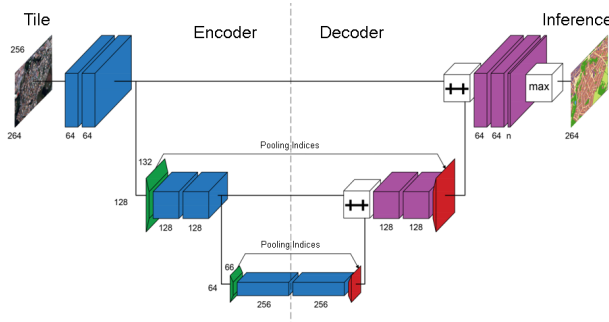 Tile
Encoder
Decoder
Inference
256
264
64 64
max
64 64 n
264
Pooling Indices
132
128
128 128
128 128
Pooling Indices
66
64
256 256